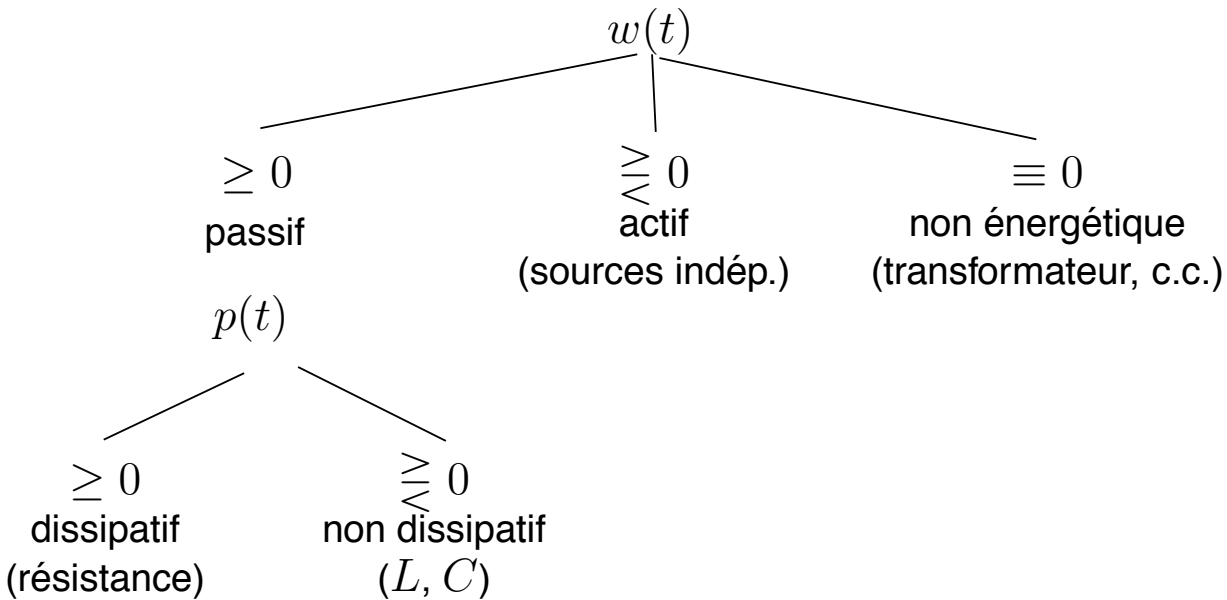 w(t)
≥ 0
⪌ 0
≡ 0
passif
actif
non énergétique
(sources indép.)
(transformateur, c.c.)
p(t)
≥ 0
⪌ 0
dissipatif
non dissipatif
(résistance)
(L, C)